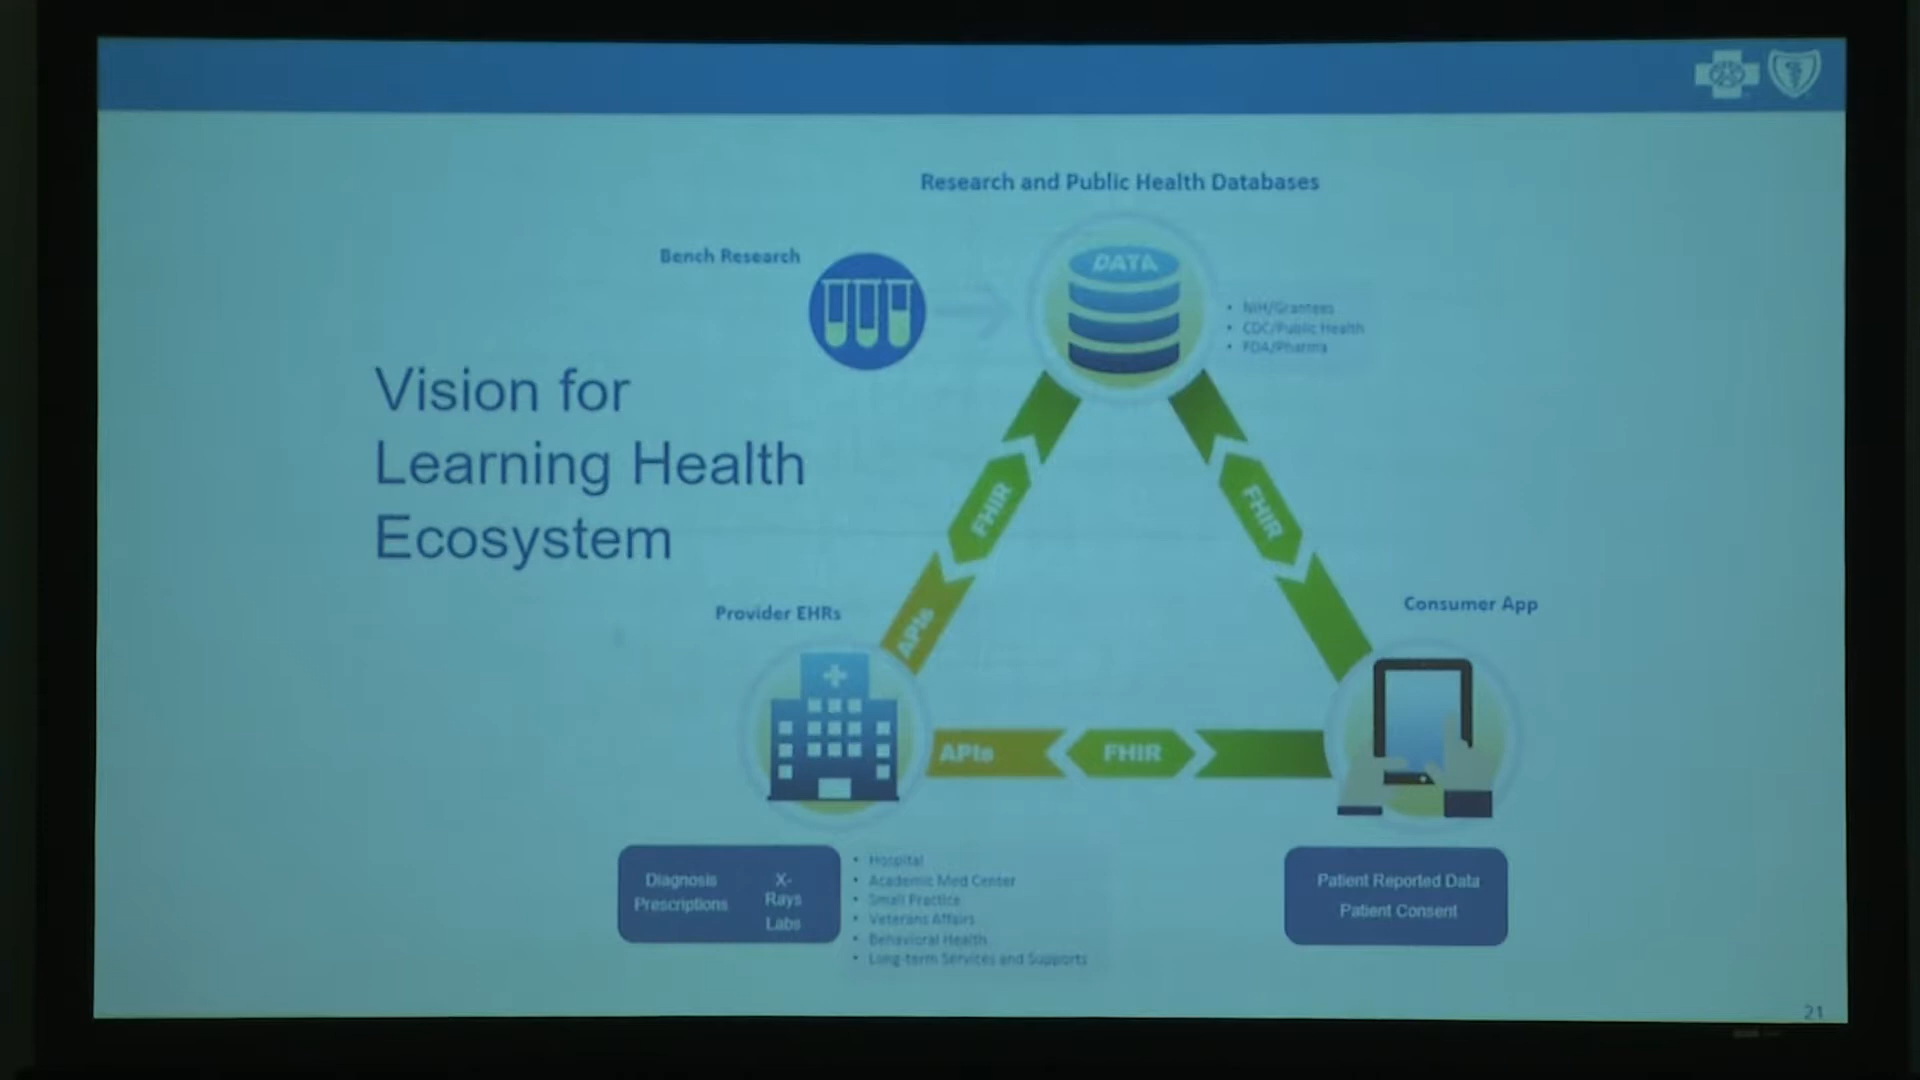 Research and Public Health Databases
Bench Research
DATA
• NIH/Grantees
• CDC/Public Health
• FDA/Pharma
Vision for
Learning Health
Ecosystem
FHIR
FHIR
APIs
Provider EHRs
Consumer App
APIs
FHIR
Diagnosis
Prescriptions
X-
Rays
Labs
• Hospital
• Academic Med Center
• Small Practice
• Veterans Affairs
• Behavioral Health
• Long-term Services and Supports
Patient Reported Data
Patient Consent
21